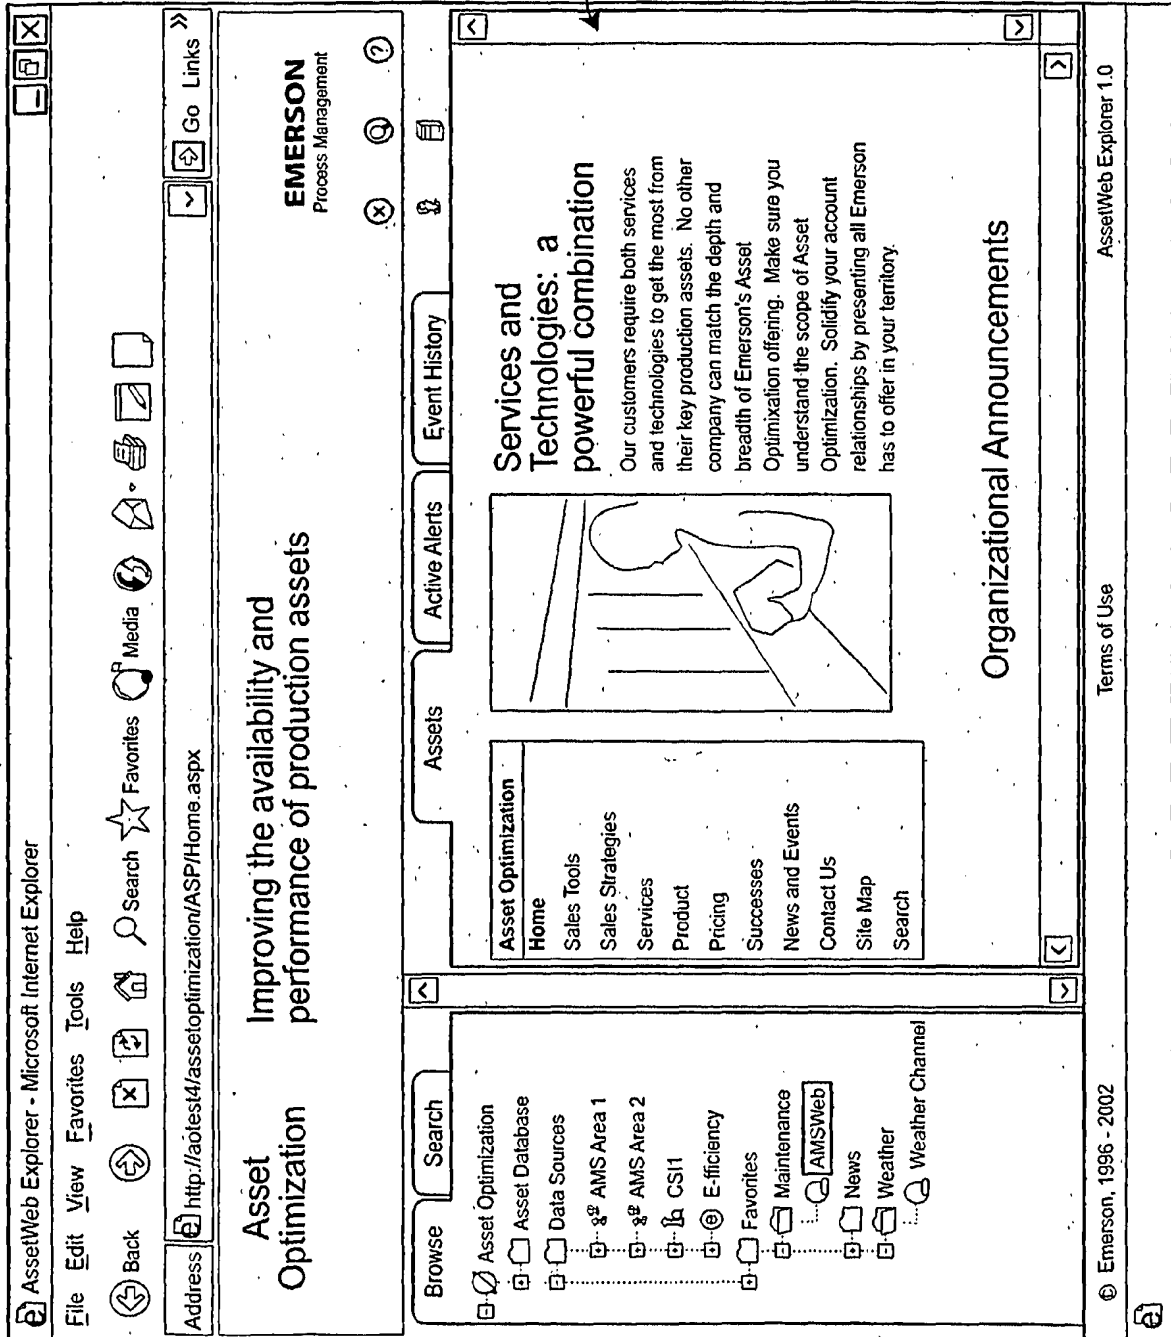 AssetWeb Explorer - Microsoft Internet Explorer
File Edit View Favorites Tools Help
Back Search Favorites Media
Address http://aotest4/assetoptimization/ASP/Home.aspx Go Links »
Asset
Optimization
Improving the availability and
performance of production assets
EMERSON
Process Management
Browse Search
Assets Active Alerts Event History
Asset Optimization
Asset Database
Data Sources
AMS Area 1
AMS Area 2
CSI1
E-fficiency
Favorites
Maintenance
AMSWeb
News
Weather
Weather Channel
Asset Optimization
Home
Sales Tools
Sales Strategies
Services
Product
Pricing
Successes
News and Events
Contact Us
Site Map
Search
Services and
Technologies: a
powerful combination
Our customers require both services
and technologies to get the most from
their key production assets. No other
company can match the depth and
breadth of Emerson's Asset
Optimixation offering. Make sure you
understand the scope of Asset
Optimization. Solidify your account
relationships by presenting all Emerson
has to offer in your territory.
Organizational Announcements
© Emerson, 1996 - 2002 Terms of Use AssetWeb Explorer 1.0